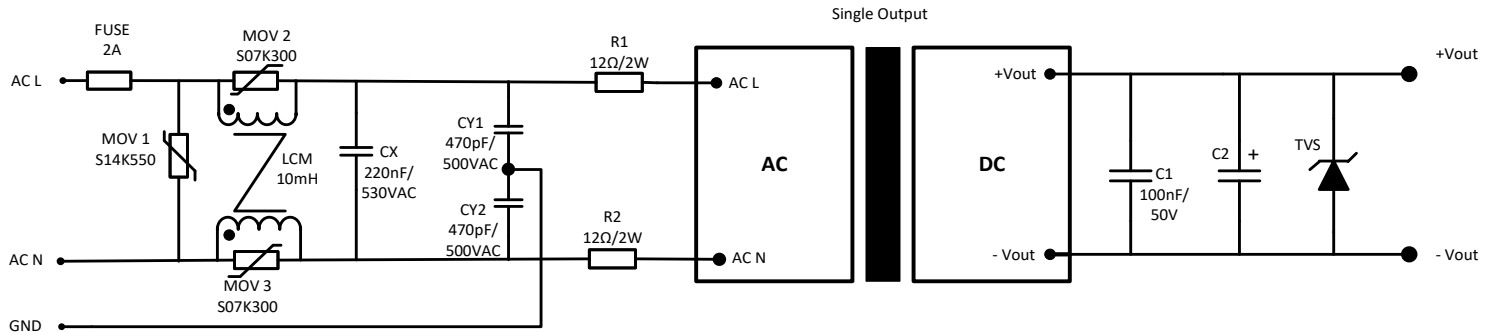 Single Output
FUSE
2A
MOV 2
S07K300
R1
12Ω/2W
+Vout
AC L
AC L
+Vout
MOV 1
S14K550
LCM
10mH
CX
220nF/
530VAC
CY1
470pF/
500VAC
CY2
470pF/
500VAC
AC
DC
C1
100nF/
50V
C2
+
TVS
R2
12Ω/2W
AC N
AC N
- Vout
- Vout
MOV 3
S07K300
GND